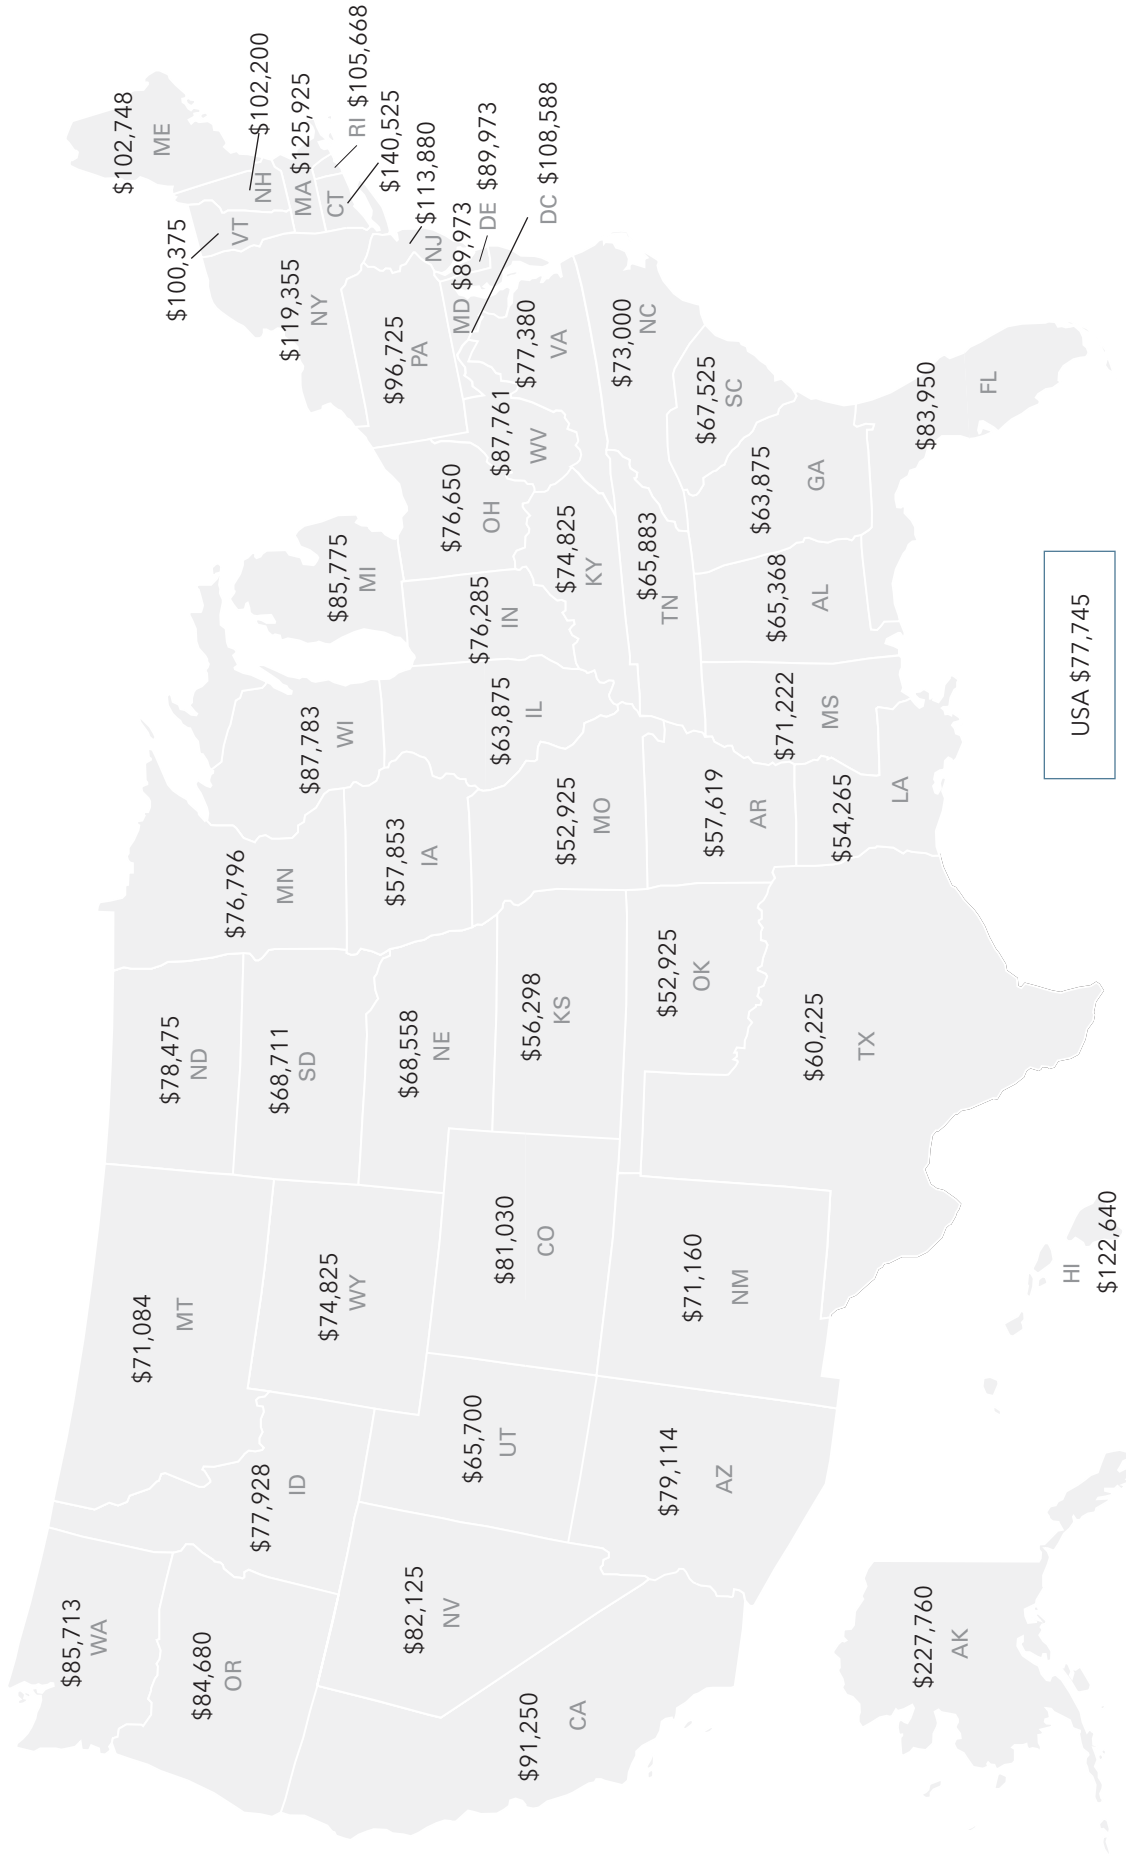 $85,713
WA
$84,680
OR
$91,250
CA
$82,125
NV
$77,928
ID
$71,084
MT
$74,825
WY
$65,700
UT
$79,114
AZ
$81,030
CO
$71,160
NM
$78,475
ND
$68,711
SD
$68,558
NE
$56,298
KS
$52,925
OK
$60,225
TX
$76,796
MN
$57,853
IA
$52,925
MO
$57,619
AR
$54,265
LA
$87,783
WI
$63,875
IL
$85,775
MI
$76,285
IN
$76,650
OH
$74,825
KY
$65,883
TN
$71,222
MS
$65,368
AL
$63,875
GA
$83,950
FL
$67,525
SC
$73,000
NC
$77,380
VA
$87,761
WV
$96,725
PA
$119,355
NY
$100,375
VT
$102,748
ME
$102,200
NH
MA $125,925
RI $105,668
CT
$140,525
NJ $113,880
MD $89,973
DE $89,973
DC $108,588
$227,760
AK
HI
$122,640
USA $77,745